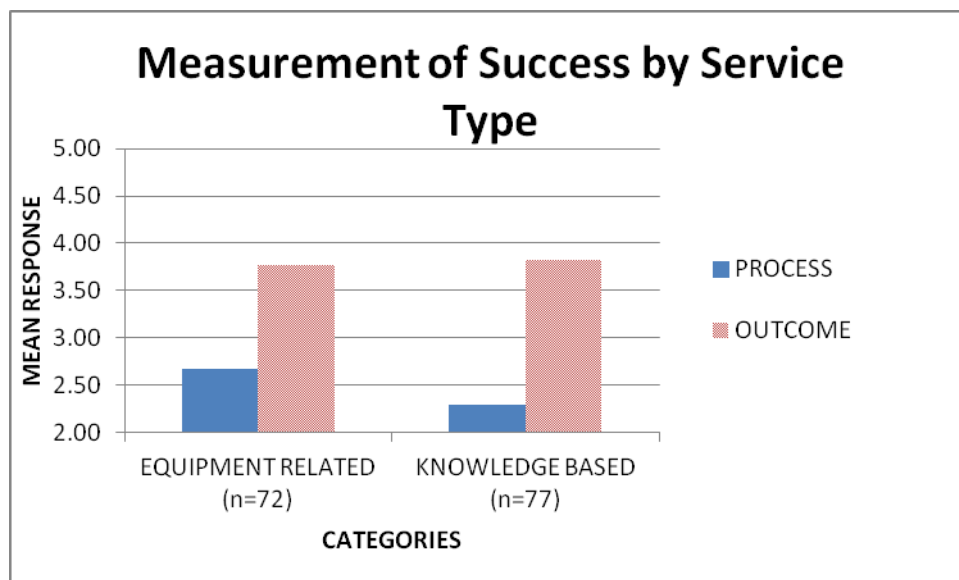 Measurement of Success by Service
Type
MEAN RESPONSE
5.00
4.50
4.00
3.50
3.00
2.50
2.00
EQUIPMENT RELATED
(n=72)
KNOWLEDGE BASED
(n=77)
CATEGORIES
PROCESS
OUTCOME